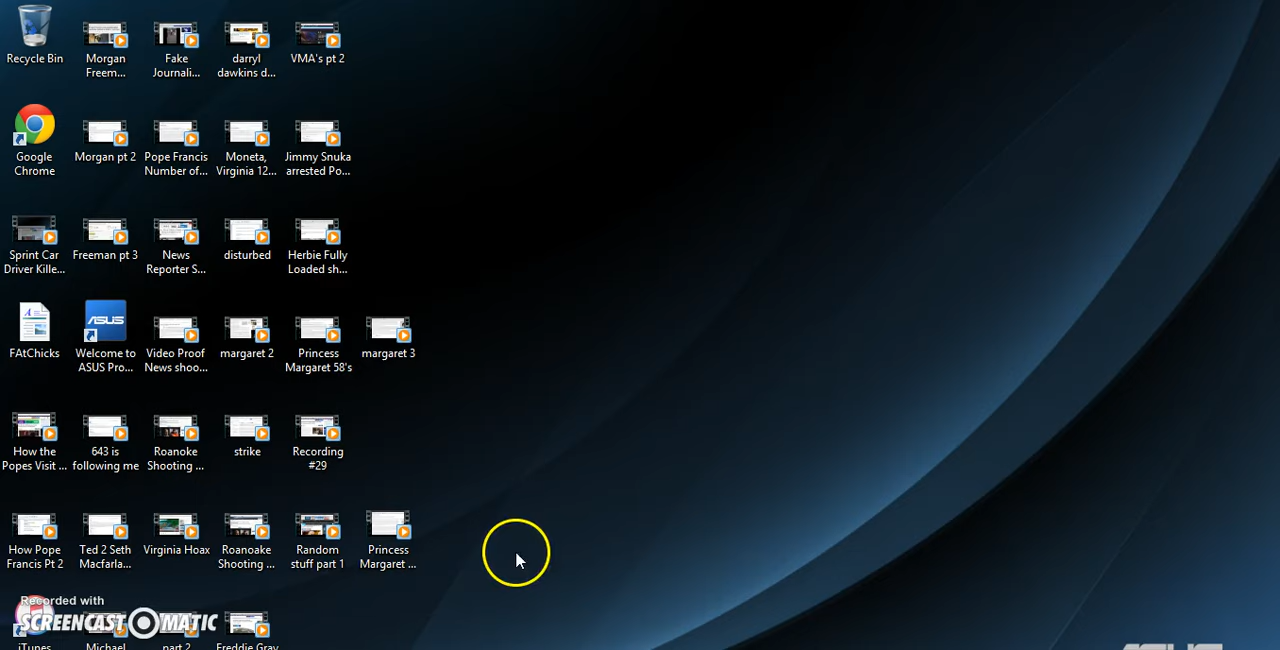 Recycle Bin
Morgan
Freem...
Fake
Journali...
darryl
dawkins d...
VMA's pt 2
Google
Chrome
Morgan pt 2
Pope Francis
Number of...
Moneta,
Virginia 12...
Jimmy Snuka
arrested Po...
Sprint Car
Driver Kille...
Freeman pt 3
News
Reporter S...
disturbed
Herbie Fully
Loaded sh...
FAtChicks
ASUS
Welcome to
ASUS Pro...
Video Proof
News shoo...
margaret 2
Princess
Margaret 58's
margaret 3
How the
Popes Visit ...
643 is
following me
Roanoke
Shooting ...
strike
Recording
#29
How Pope
Francis Pt 2
Ted 2 Seth
Macfarla...
Virginia Hoax
Roanoake
Shooting ...
Random
stuff part 1
Princess
Margaret ...
Recorded with
SCREENCAST-O-MATIC
iTunes
Michael
part 2
Freddie Gray
ASUS